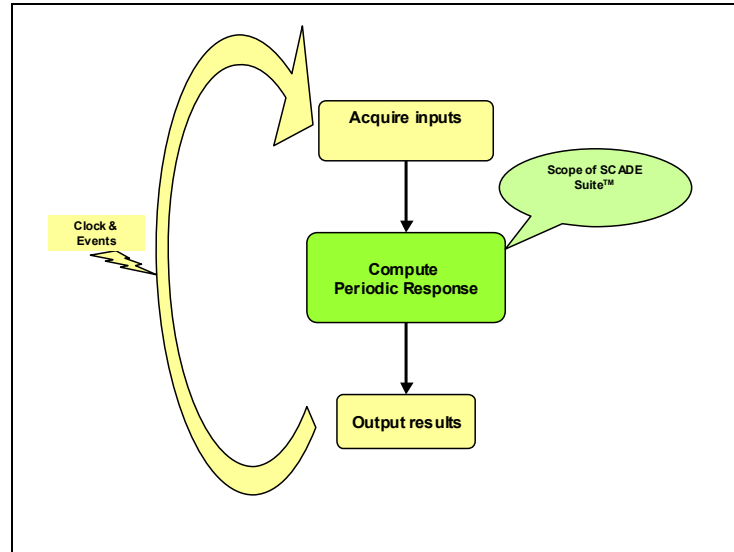 Acquire inputs
Scope of SCADE
Suite™
Clock &
Events
Compute
Periodic Response
Output results